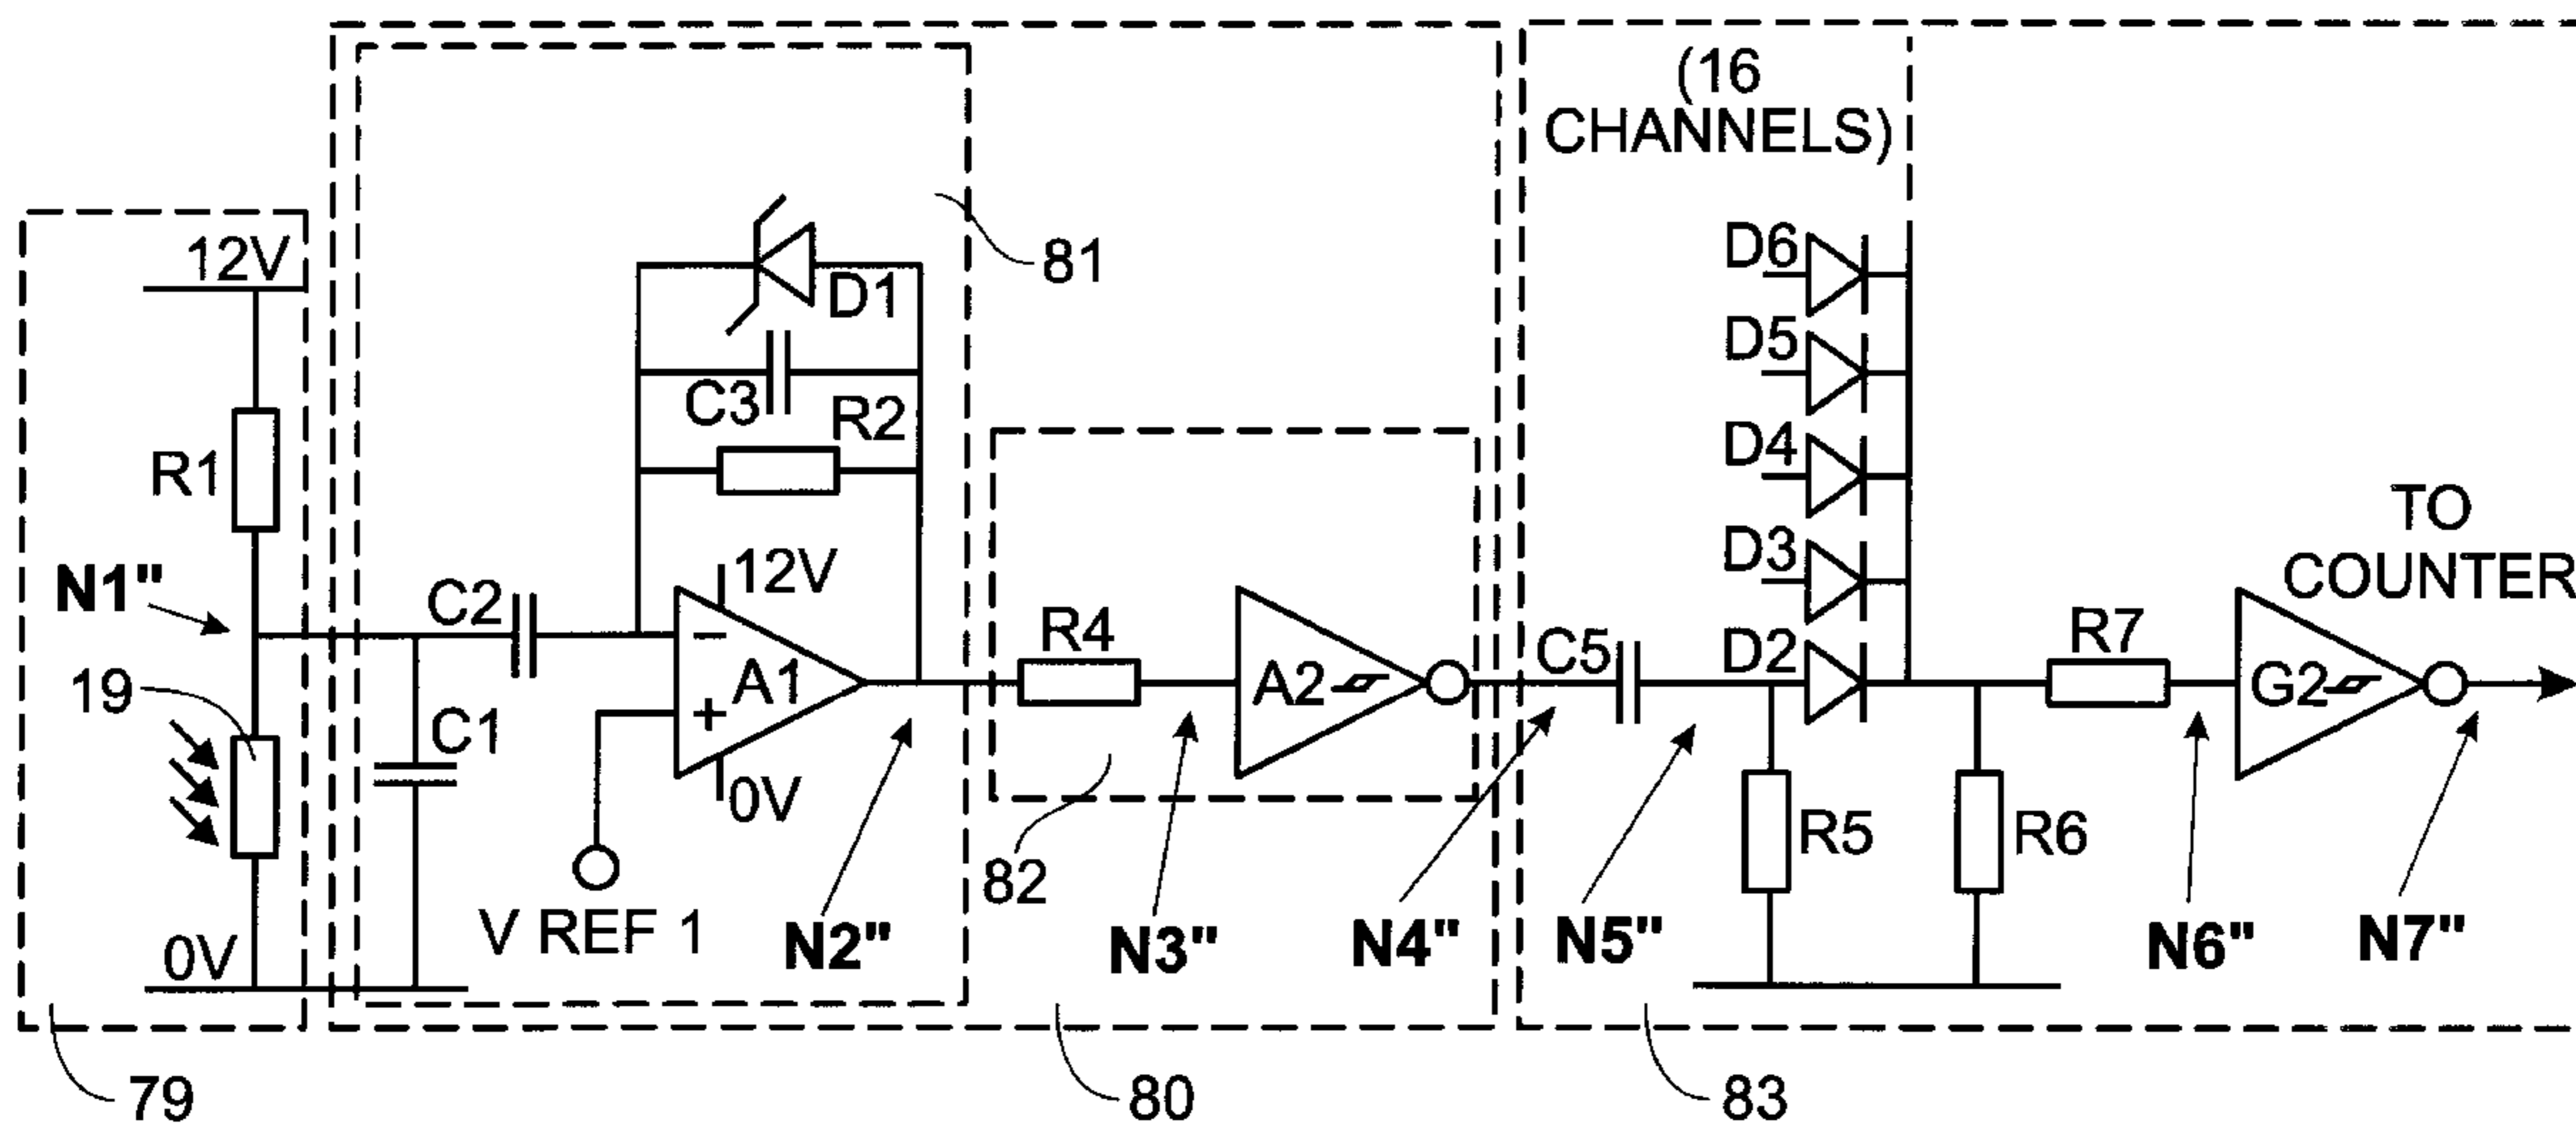 (16
CHANNELS)
12V
81
D6
D1
D5
C3
R2
R1
D4
TO
COUNTER
N1"
12V
D3
C2
R4
C5
D2
R7
19
A1
A2
G2
C1
0V
R5
R6
82
V REF 1
N2"
N3"
N4"
N5"
N6"
N7"
0V
79
80
83